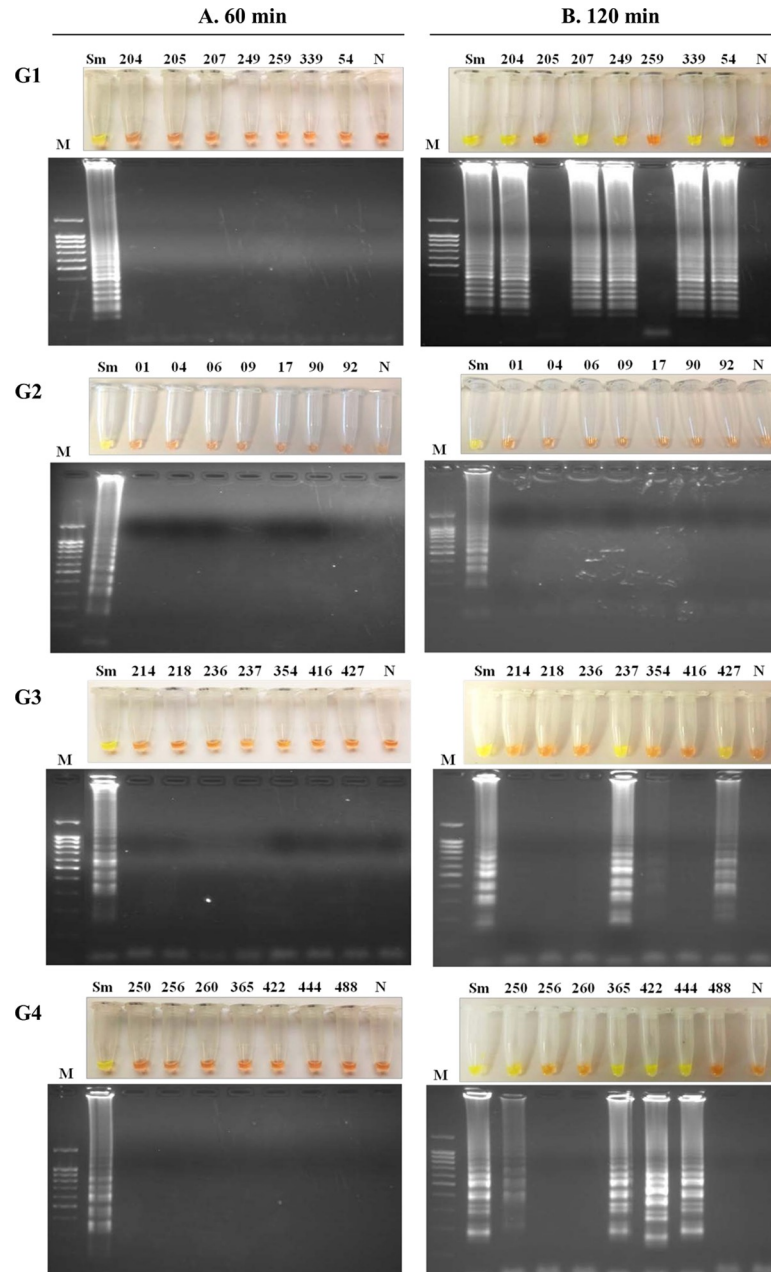 A. 60 min
B. 120 min
G1
Sm 204 205 207 249 259 339 54 N
M
Sm 204 205 207 249 259 339 54 N
M
G2
Sm 01 04 06 09 17 90 92 N
M
Sm 01 04 06 09 17 90 92 N
M
G3
Sm 214 218 236 237 354 416 427 N
M
Sm 214 218 236 237 354 416 427 N
M
G4
Sm 250 256 260 365 422 444 488 N
M
Sm 250 256 260 365 422 444 488 N
M